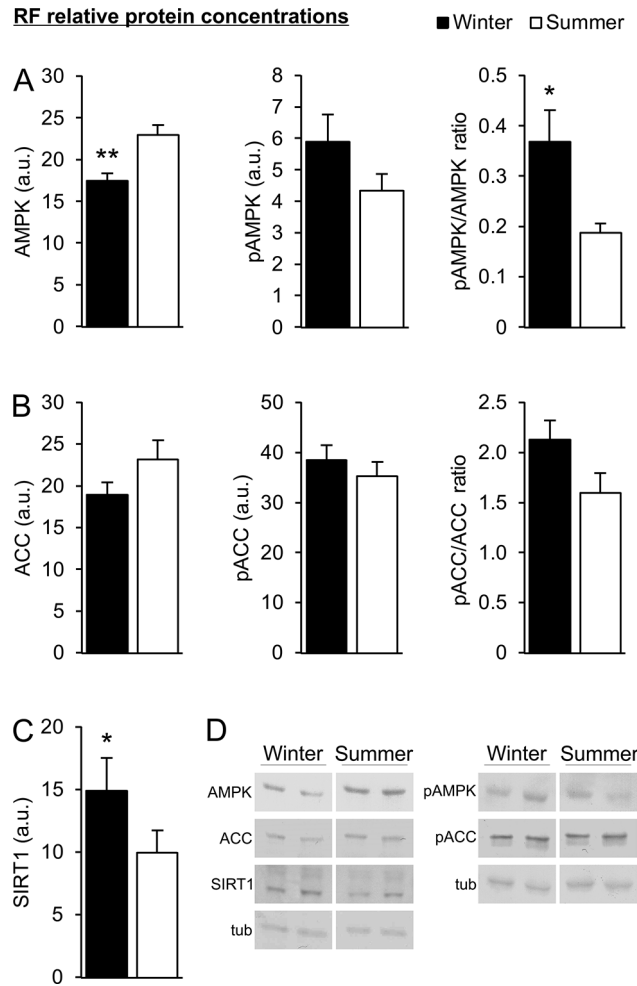 RF relative protein concentrations
Winter Summer
A
AMPK (a.u.)
30
25
20
15
10
5
0
**
pAMPK (a.u.)
8
7
6
5
4
3
2
1
0
pAMPK/AMPK ratio
0.5
0.4
0.3
0.2
0.1
0
*
B
ACC (a.u.)
30
25
20
15
10
5
0
pACC (a.u.)
50
40
30
20
10
0
pACC/ACC ratio
2.5
2.0
1.5
1.0
0.5
0.0
C
SIRT1 (a.u.)
20
15
10
5
0
*
D
Winter Summer
AMPK
ACC
SIRT1
tub
Winter Summer
pAMPK
pACC
tub